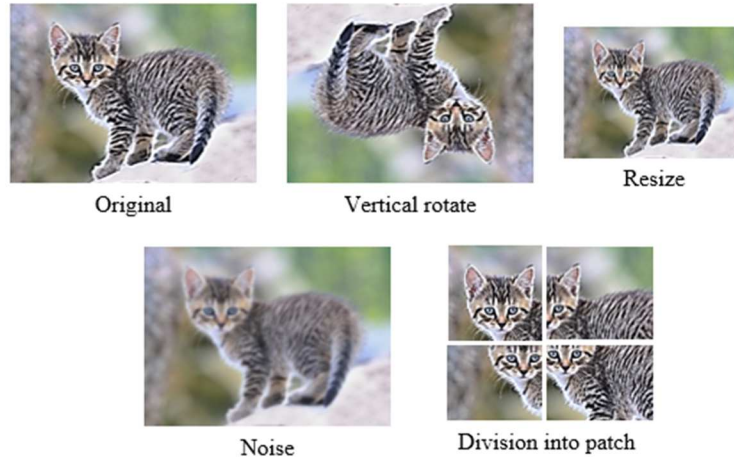 Original
Vertical rotate
Resize
Noise
Division into patch